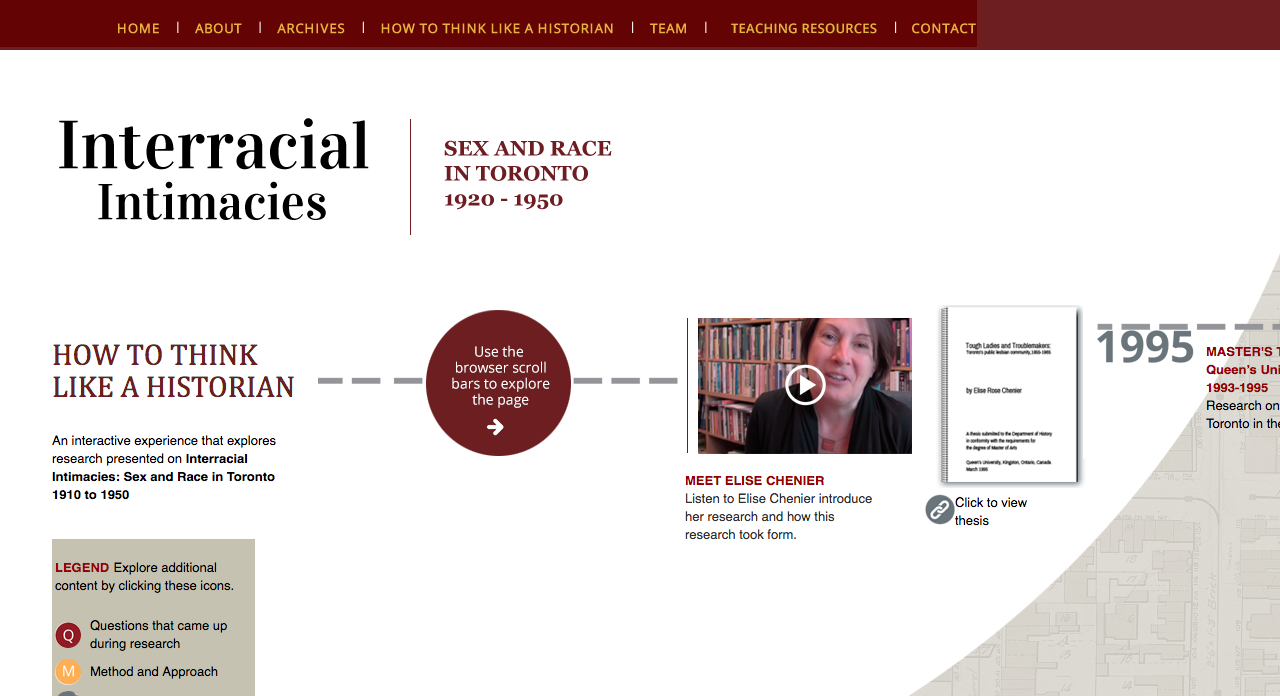 HOME | ABOUT | ARCHIVES | HOW TO THINK LIKE A HISTORIAN | TEAM | TEACHING RESOURCES | CONTACT
Interracial
Intimacies
SEX AND RACE
IN TORONTO
1920 - 1950
HOW TO THINK
LIKE A HISTORIAN
An interactive experience that explores
research presented on Interracial
Intimacies: Sex and Race in Toronto
1910 to 1950
LEGEND Explore additional
content by clicking these icons.
Q Questions that came up
during research
M Method and Approach
Use the
browser scroll
bars to explore
the page
MEET ELISE CHENIER
Listen to Elise Chenier introduce
her research and how this
research took form.
Tough Ladies and Troublemakers:
Toronto's public lesbian community, 1955-1965
by Elise Rose Chenier
A thesis submitted to the Department of History
in conformity with the requirements for
the degree of Master of Arts
Queen's University, Kingston, Ontario, Canada
March 1995
Click to view
thesis
1995
MASTER'S T
Queen's Uni
1993-1995
Research on
Toronto in the